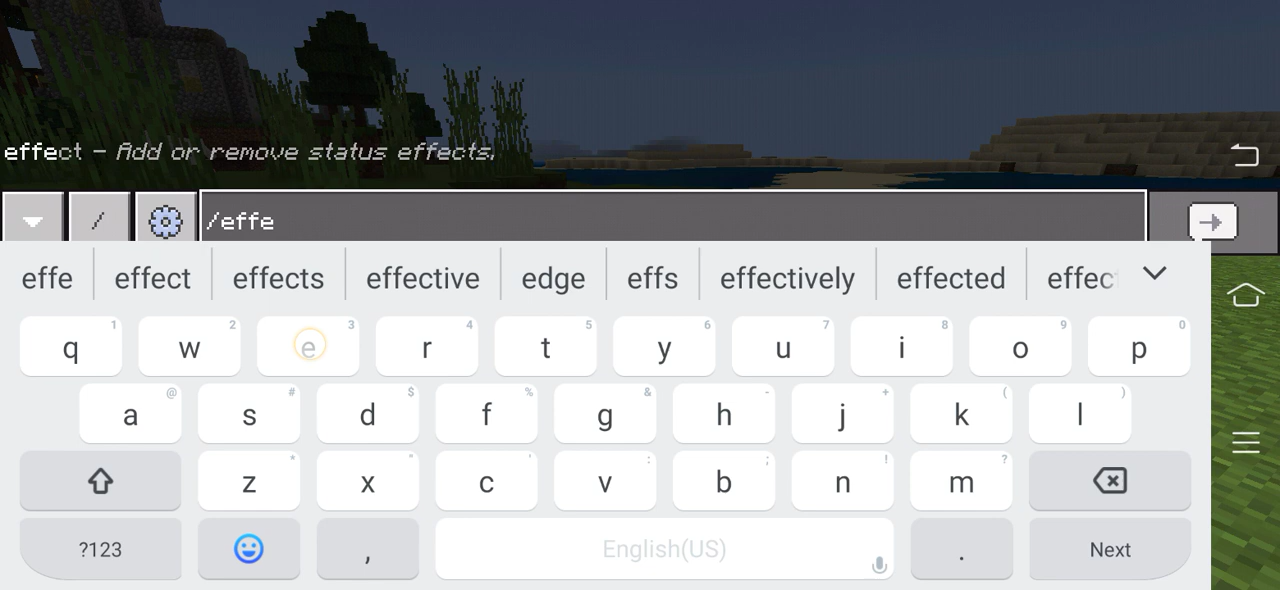 effect - Add or remove status effects.
/ /effe
effe effect effects effective edge effs effectively effected effec
1 2 3 4 5 6 7 8 9 0
q w e r t y u i o p
@ # $ % & - + ( )
a s d f g h j k l
* " ' : ; ! ?
z x c v b n m
?123 , English(US) . Next